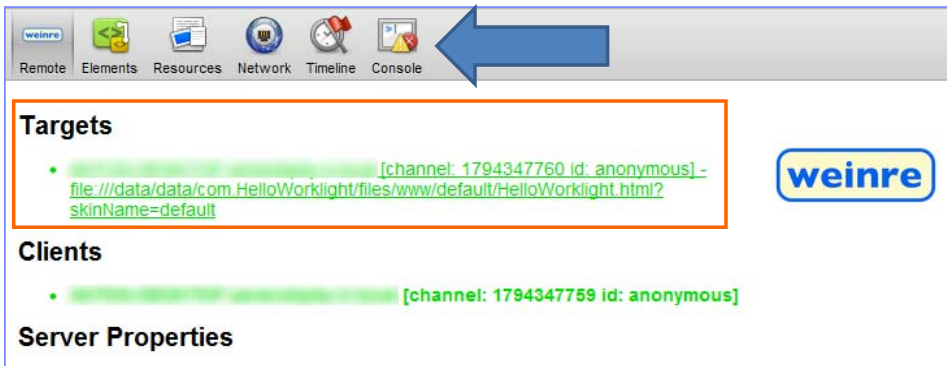 weinre
Remote Elements Resources Network Timeline Console
Targets
[channel: 1794347760 id: anonymous] -
file:///data/data/com.HelloWorklight/files/www/default/HelloWorklight.html?
skinName=default
weinre
Clients
[channel: 1794347759 id: anonymous]
Server Properties